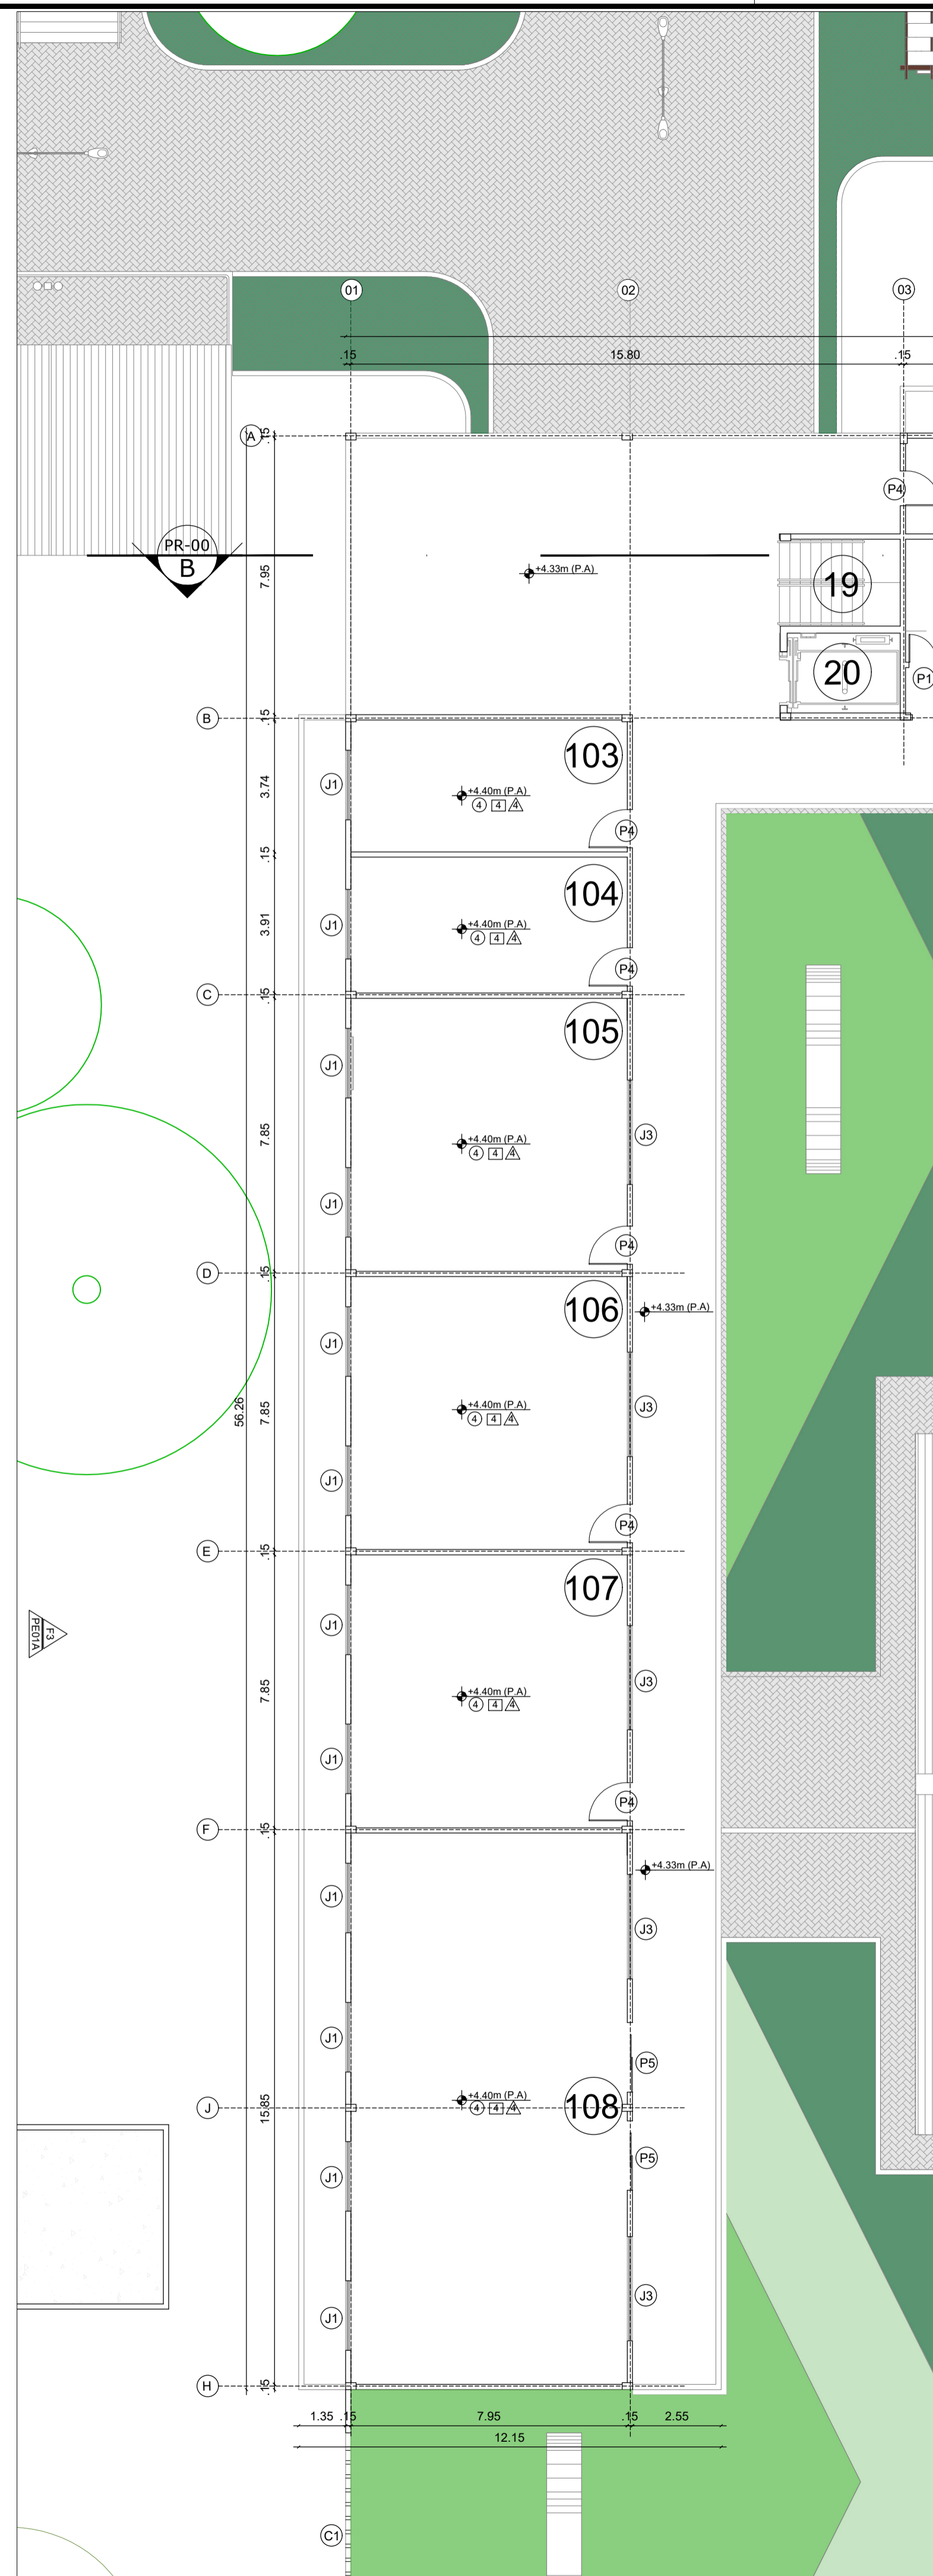 01
02
03
.15
15.80
.15
A
.15
P4
PR-00
B
+4.33m (P.A)
7.95
19
20
P1
B
.15
103
J1
3.74
+4.40m (P.A)
4 4 4
P4
.15
104
J1
3.91
+4.40m (P.A)
4 4 4
P4
C
.15
105
J1
+4.40m (P.A)
4 4 4
7.85
J3
J1
P4
D
.15
106
+4.33m (P.A)
J1
56.26
7.85
+4.40m (P.A)
4 4 4
J3
J1
P4
E
.15
107
F3
PE01A
J1
7.85
+4.40m (P.A)
4 4 4
J3
J1
P4
F
.15
+4.33m (P.A)
J1
J3
J1
P5
+4.40m (P.A)
4 4 4
108
J
15.85
J1
P5
J1
J3
H
.15
1.35 .15 7.95 .15 2.55
12.15
C1